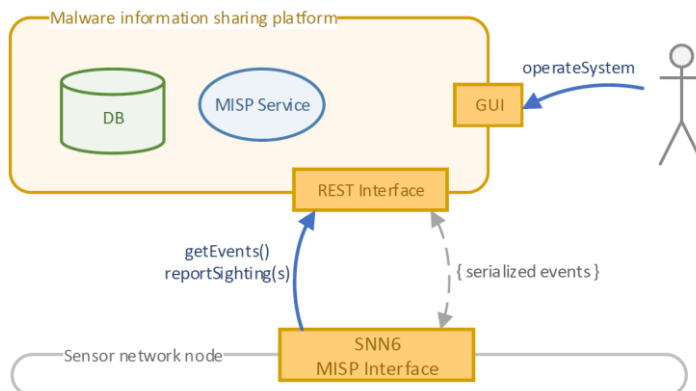 Malware information sharing platform
operateSystem
DB
MISP Service
GUI
REST Interface
getEvents()
reportSighting(s)
{ serialized events }
SNN6
MISP Interface
Sensor network node